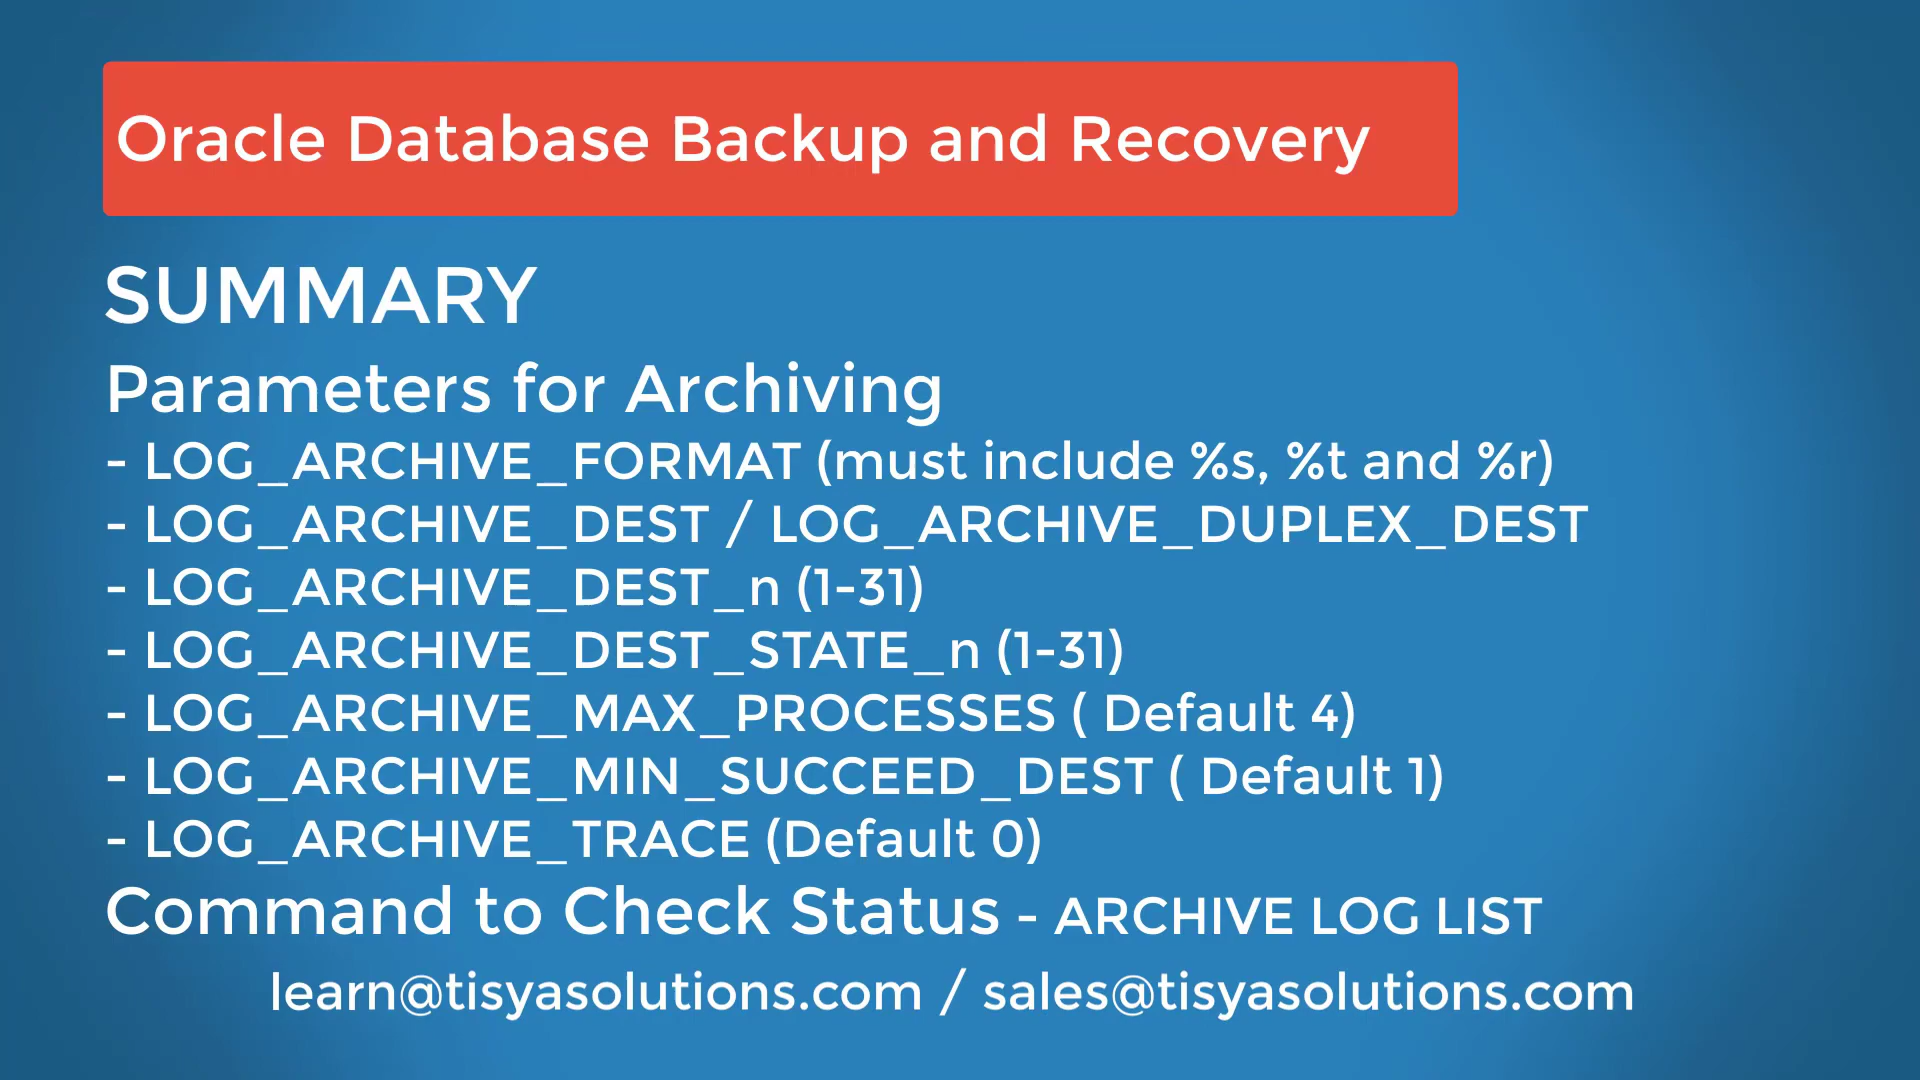 Oracle Database Backup and Recovery
SUMMARY
Parameters for Archiving
- LOG_ARCHIVE_FORMAT (must include %s, %t and %r)
- LOG_ARCHIVE_DEST / LOG_ARCHIVE_DUPLEX_DEST
- LOG_ARCHIVE_DEST_n (1-31)
- LOG_ARCHIVE_DEST_STATE_n (1-31)
- LOG_ARCHIVE_MAX_PROCESSES ( Default 4)
- LOG_ARCHIVE_MIN_SUCCEED_DEST ( Default 1)
- LOG_ARCHIVE_TRACE (Default 0)
Command to Check Status - ARCHIVE LOG LIST
learn@tisyasolutions.com / sales@tisyasolutions.com